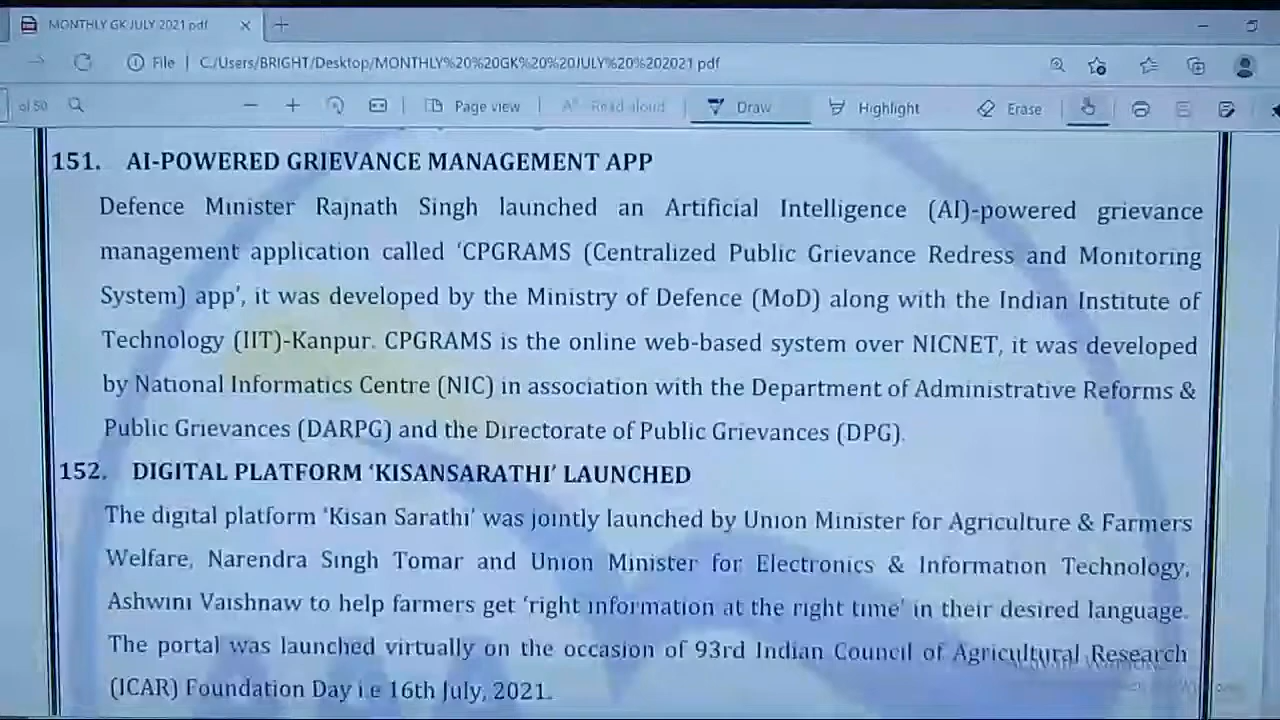 MONTHLY GK JULY 2021 pdf
File
C:/Users/BRIGHT/Desktop/MONTHLY%20%20GK%20%20JULY%20%202021 pdf
of 50
Page view
Read aloud
Draw
Highlight
Erase
151. AI-POWERED GRIEVANCE MANAGEMENT APP
Defence Minister Rajnath Singh launched an Artificial Intelligence (AI)-powered grievance
management application called ‘CPGRAMS (Centralized Public Grievance Redress and Monitoring
System) app’, it was developed by the Ministry of Defence (MoD) along with the Indian Institute of
Technology (IIT)-Kanpur. CPGRAMS is the online web-based system over NICNET, it was developed
by National Informatics Centre (NIC) in association with the Department of Administrative Reforms &
Public Grievances (DARPG) and the Directorate of Public Grievances (DPG).
152. DIGITAL PLATFORM ‘KISANSARATHI’ LAUNCHED
The digital platform ‘Kisan Sarathi’ was jointly launched by Union Minister for Agriculture & Farmers
Welfare, Narendra Singh Tomar and Union Minister for Electronics & Information Technology,
Ashwini Vaishnaw to help farmers get ‘right information at the right time’ in their desired language.
The portal was launched virtually on the occasion of 93rd Indian Council of Agricultural Research
(ICAR) Foundation Day i.e 16th July, 2021.